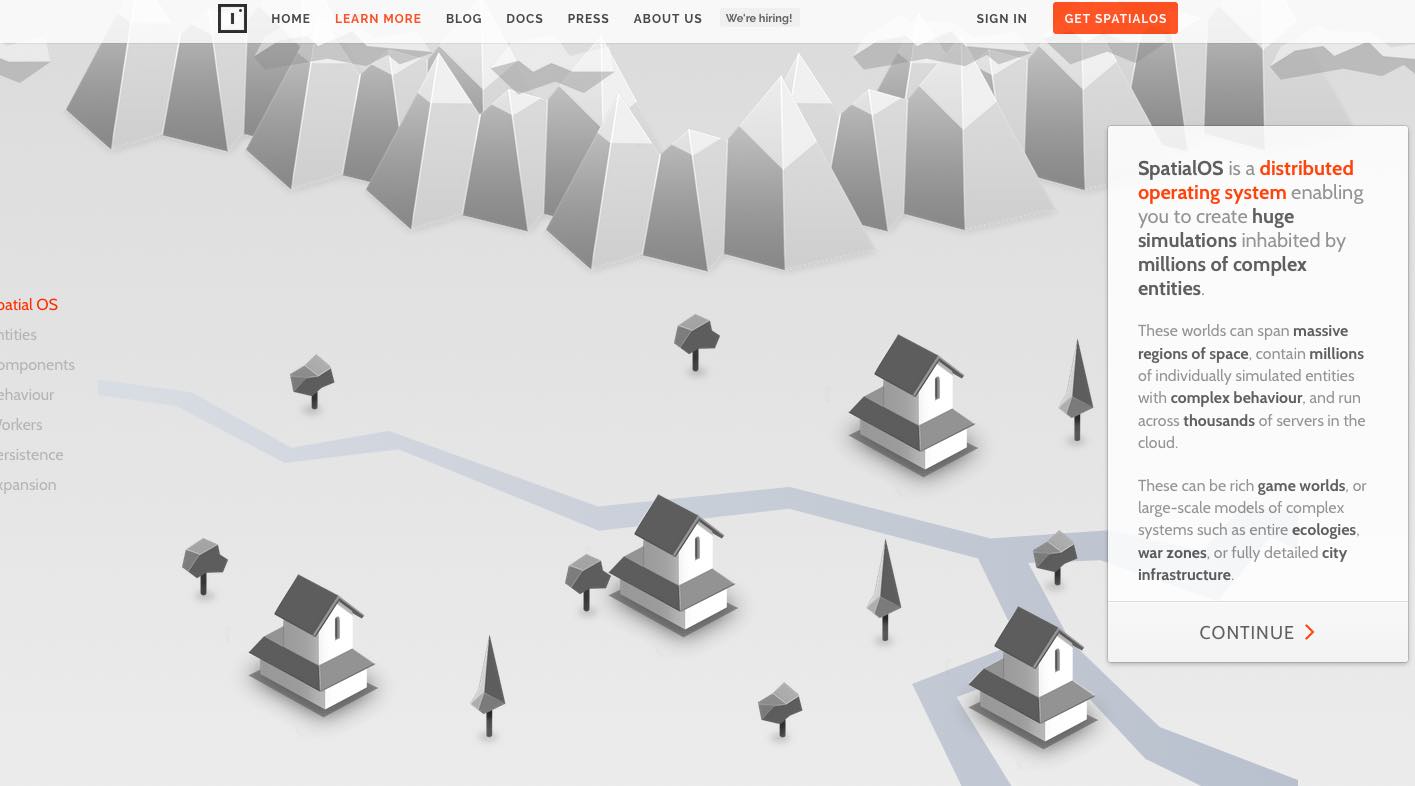 HOME LEARN MORE BLOG DOCS PRESS ABOUT US We're hiring! SIGN IN GET SPATIALOS
patial OS
ntities
omponents
ehaviour
orkers
ersistence
xpansion
SpatialOS is a distributed
operating system enabling
you to create huge
simulations inhabited by
millions of complex
entities.
These worlds can span massive
regions of space, contain millions
of individually simulated entities
with complex behaviour, and run
across thousands of servers in the
cloud.
These can be rich game worlds, or
large-scale models of complex
systems such as entire ecologies,
war zones, or fully detailed city
infrastructure.
CONTINUE